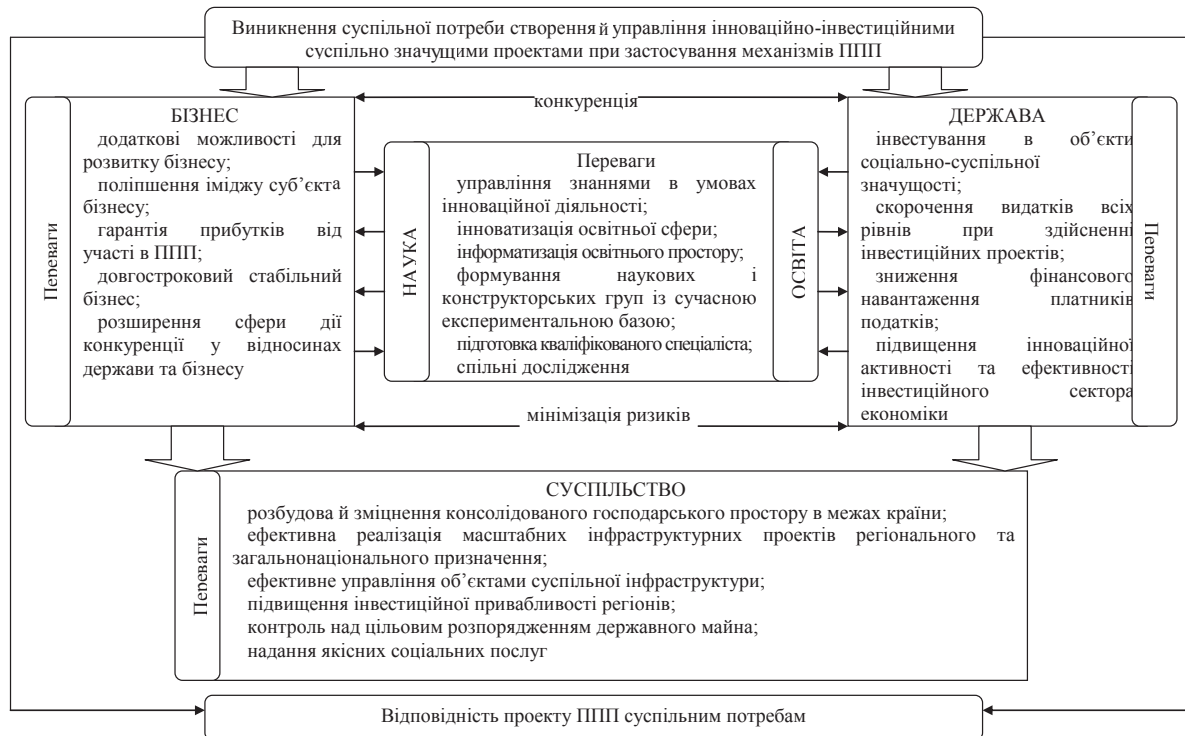 Виникнення суспільної потреби створення й управління інноваційно-інвестиційними
суспільно значущими проектами при застосування механізмів ППП
конкуренція
Переваги
БІЗНЕС
додаткові можливості для
розвитку бізнесу;
поліпшення іміджу суб’єкта
бізнесу;
гарантія прибутків від
участі в ППП;
довгостроковий стабільний
бізнес;
розширення сфери дії
конкуренції у відносинах
держави та бізнесу
НАУКА
Переваги
управління знаннями в умовах
інноваційної діяльності;
інноватизація освітньої сфери;
інформатизація освітнього простору;
формування наукових і
конструкторських груп із сучасною
експериментальною базою;
підготовка кваліфікованого спеціаліста;
спільні дослідження
ОСВІТА
ДЕРЖАВА
інвестування в об’єкти
соціально-суспільної
значущості;
скорочення видатків всіх
рівнів при здійсненні
інвестиційних проектів;
зниження фінансового
навантаження платників
податків;
підвищення інноваційної
активності та ефективності
інвестиційного сектора
економіки
Переваги
мінімізація ризиків
Переваги
СУСПІЛЬСТВО
розбудова й зміцнення консолідованого господарського простору в межах країни;
ефективна реалізація масштабних інфраструктурних проектів регіонального та
загальнонаціонального призначення;
ефективне управління об’єктами суспільної інфраструктури;
підвищення інвестиційної привабливості регіонів;
контроль над цільовим розпорядженням державного майна;
надання якісних соціальних послуг
Відповідність проекту ППП суспільним потребам